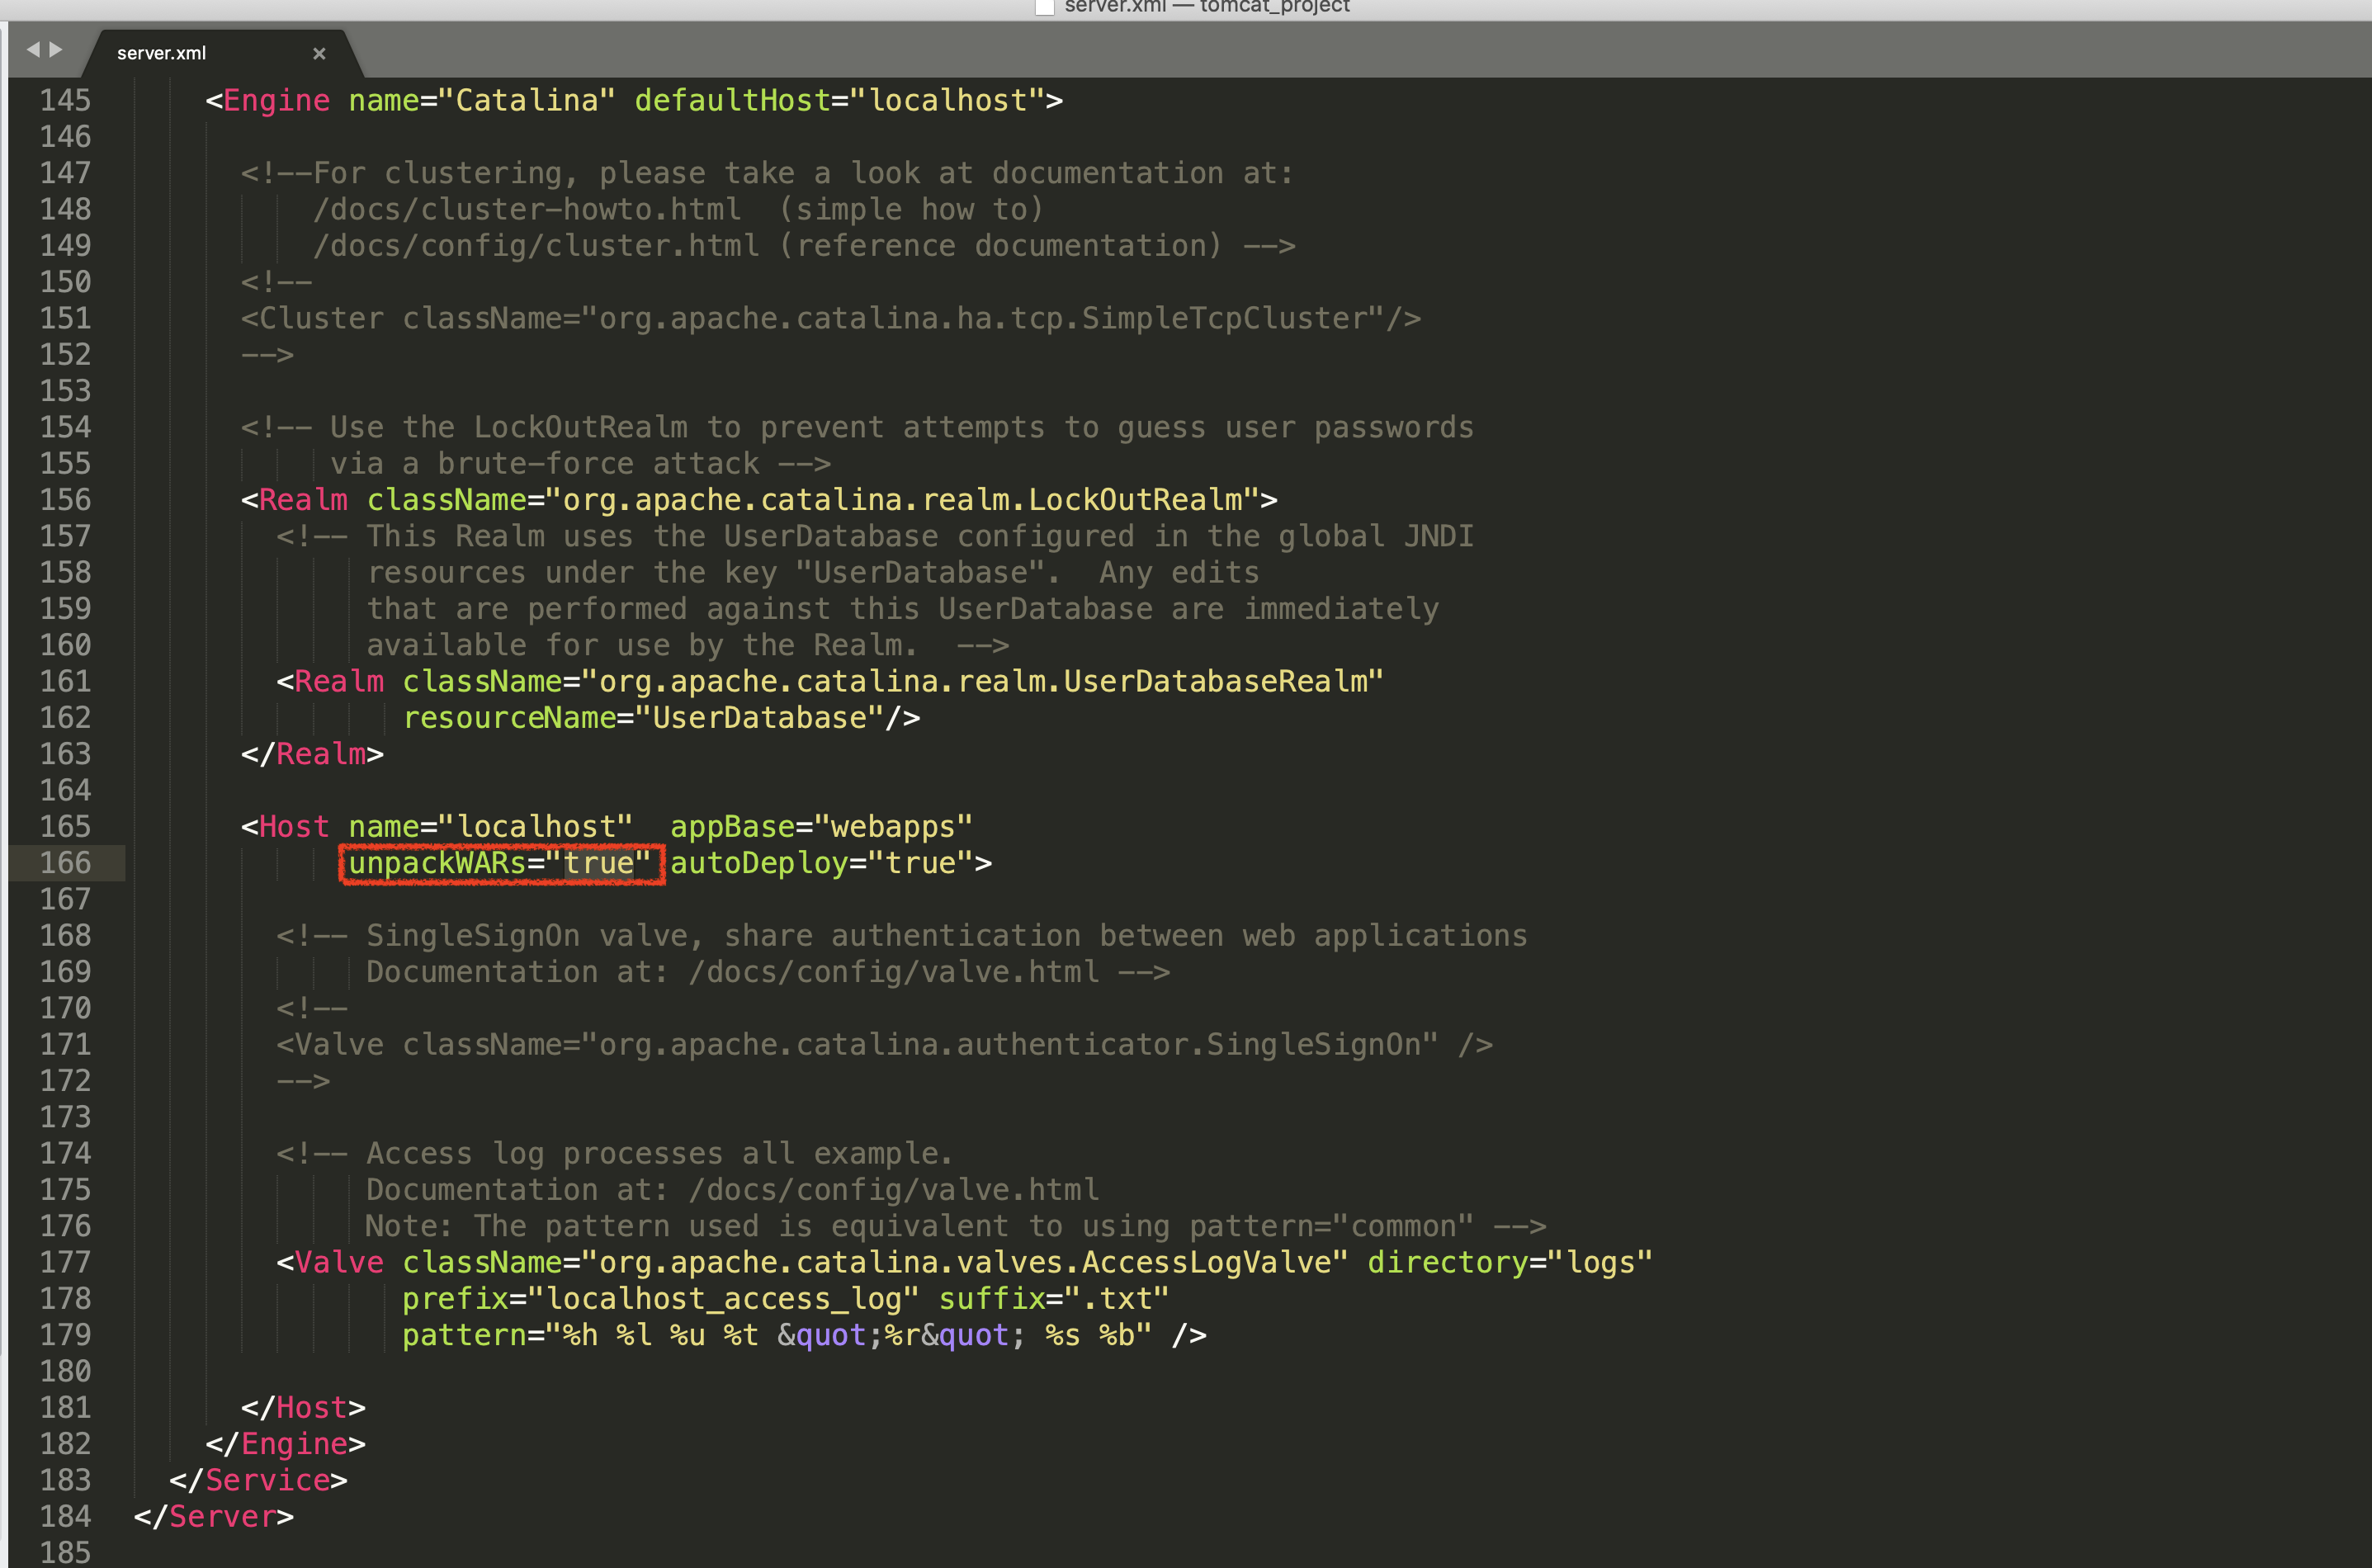 server.xml — tomcat_project
server.xml ×
145 <Engine name="Catalina" defaultHost="localhost">
146
147 <!--For clustering, please take a look at documentation at:
148 /docs/cluster-howto.html  (simple how to)
149 /docs/config/cluster.html (reference documentation) -->
150 <!--
151 <Cluster className="org.apache.catalina.ha.tcp.SimpleTcpCluster"/>
152 -->
153
154 <!-- Use the LockOutRealm to prevent attempts to guess user passwords
155 via a brute-force attack -->
156 <Realm className="org.apache.catalina.realm.LockOutRealm">
157 <!-- This Realm uses the UserDatabase configured in the global JNDI
158 resources under the key "UserDatabase".  Any edits
159 that are performed against this UserDatabase are immediately
160 available for use by the Realm.  -->
161 <Realm className="org.apache.catalina.realm.UserDatabaseRealm"
162 resourceName="UserDatabase"/>
163 </Realm>
164
165 <Host name="localhost"  appBase="webapps"
166 unpackWARs="true" autoDeploy="true">
167
168 <!-- SingleSignOn valve, share authentication between web applications
169 Documentation at: /docs/config/valve.html -->
170 <!--
171 <Valve className="org.apache.catalina.authenticator.SingleSignOn" />
172 -->
173
174 <!-- Access log processes all example.
175 Documentation at: /docs/config/valve.html
176 Note: The pattern used is equivalent to using pattern="common" -->
177 <Valve className="org.apache.catalina.valves.AccessLogValve" directory="logs"
178 prefix="localhost_access_log" suffix=".txt"
179 pattern="%h %l %u %t &quot;%r&quot; %s %b" />
180
181 </Host>
182 </Engine>
183 </Service>
184 </Server>
185